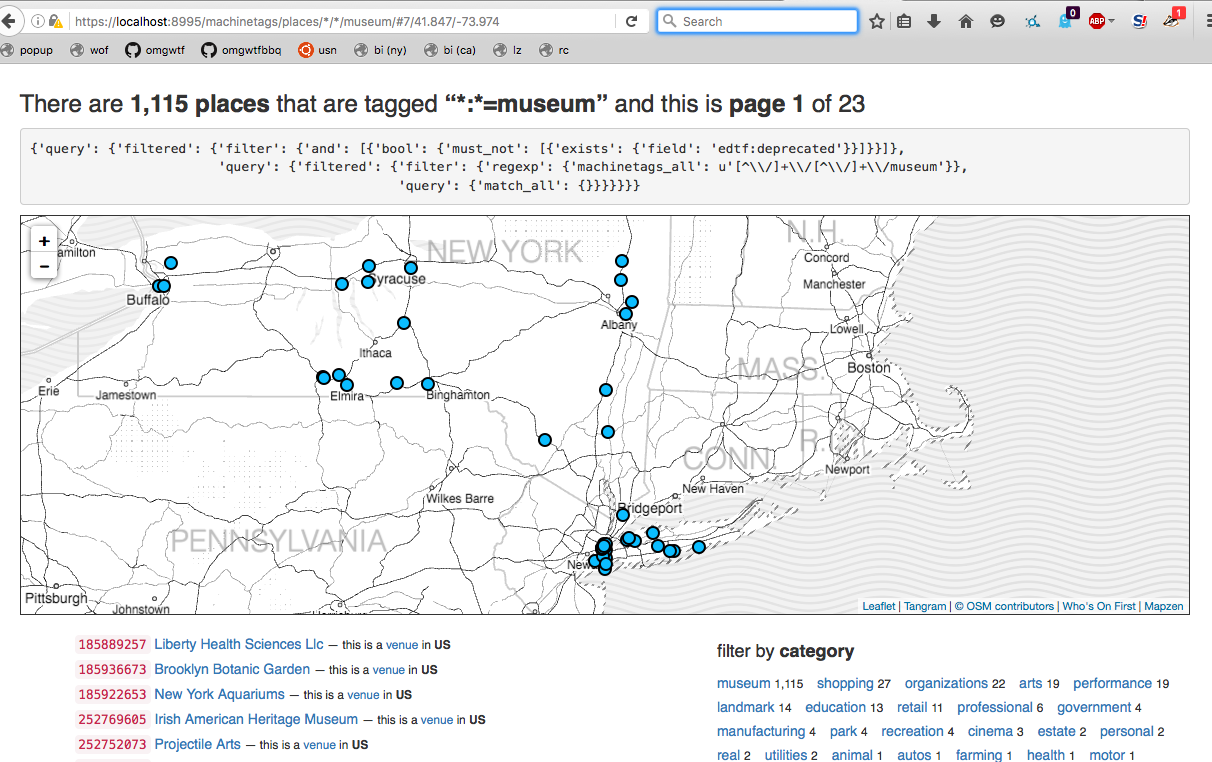 https://localhost:8995/machinetags/places/*/*/museum/#7/41.847/-73.974
Search
0
ABP
S!
1
popup wof omgwtf omgwtfbbq usn bi (ny) bi (ca) lz rc
There are 1,115 places that are tagged “*:*=museum” and this is page 1 of 23
{'query': {'filtered': {'filter': {'and': [{'bool': {'must_not': [{'exists': {'field': 'edtf:deprecated'}}]}}]},
'query': {'filtered': {'filter': {'regexp': {'machinetags_all': u'[^\\/]+\\/[^\\/]+\\/museum'}},
'query': {'match_all': {}}}}}}}
+
−
amilton
NEW YORK
N.H.
Concord
Syracuse
Manchester
Buffalo
Albany
Lowell
Ithaca
MASS.
Boston
Erie
Jamestown
Elmira
Binghamton
R.I.
CONN.
Newport
Wilkes Barre
New Haven
Bridgeport
PENNSYLVANIA
New
Pittsburgh
Johnstown
Leaflet | Tangram | © OSM contributors | Who's On First | Mapzen
185889257 Liberty Health Sciences Llc — this is a venue in US
185936673 Brooklyn Botanic Garden — this is a venue in US
185922653 New York Aquariums — this is a venue in US
252769605 Irish American Heritage Museum — this is a venue in US
252752073 Projectile Arts — this is a venue in US
filter by category
museum 1,115 shopping 27 organizations 22 arts 19 performance 19
landmark 14 education 13 retail 11 professional 6 government 4
manufacturing 4 park 4 recreation 4 cinema 3 estate 2 personal 2
real 2 utilities 2 animal 1 autos 1 farming 1 health 1 motor 1